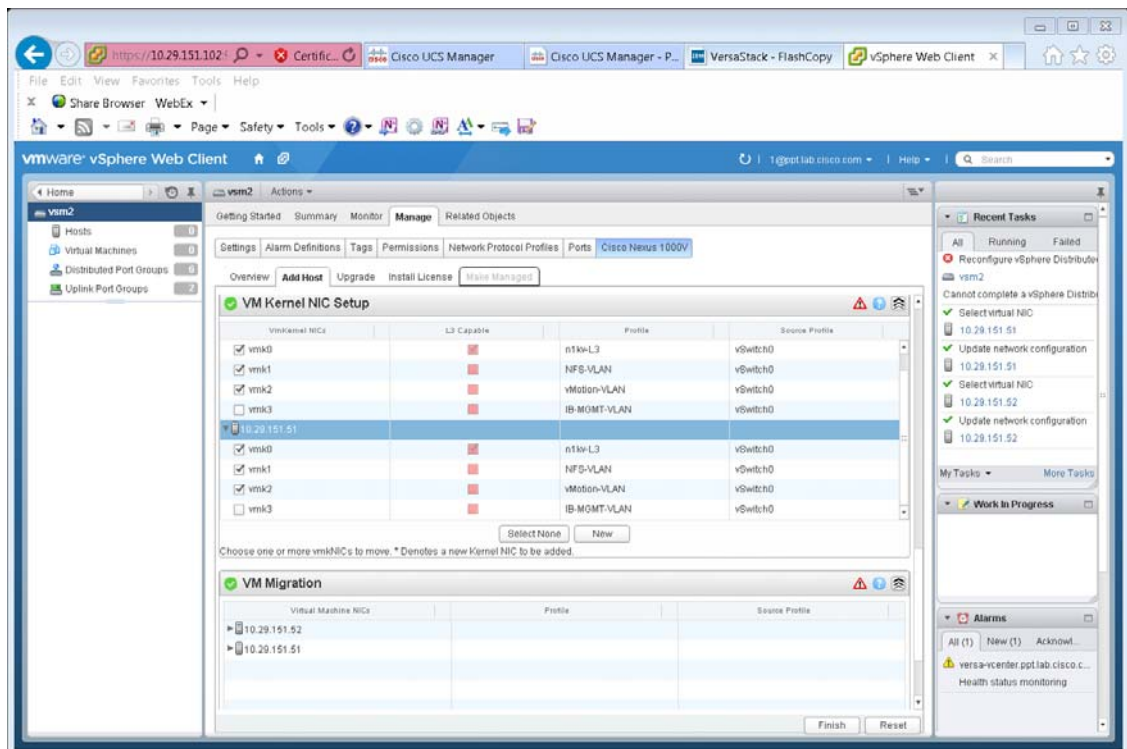 https://10.29.151.102: Certific... Cisco UCS Manager Cisco UCS Manager - P... VersaStack - FlashCopy vSphere Web Client
File Edit View Favorites Tools Help
Share Browser WebEx
Page Safety Tools
vmware vSphere Web Client 1@ppt.lab.cisco.com Help Search
Home
vsm2
Hosts 0
Virtual Machines 0
Distributed Port Groups 0
Uplink Port Groups 2
vsm2 Actions
Getting Started Summary Monitor Manage Related Objects
Settings Alarm Definitions Tags Permissions Network Protocol Profiles Ports Cisco Nexus 1000V
Overview Add Host Upgrade Install License Make Managed
VM Kernel NIC Setup
VmKernel NICs L3 Capable Profile Source Profile
vmk0 n1kv-L3 vSwitch0
vmk1 NFS-VLAN vSwitch0
vmk2 vMotion-VLAN vSwitch0
vmk3 IB-MGMT-VLAN vSwitch0
10.29.151.51
vmk0 n1kv-L3 vSwitch0
vmk1 NFS-VLAN vSwitch0
vmk2 vMotion-VLAN vSwitch0
vmk3 IB-MGMT-VLAN vSwitch0
Select None New
Choose one or more vmkNICs to move. * Denotes a new Kernel NIC to be added.
VM Migration
Virtual Machine NICs Profile Source Profile
10.29.151.52
10.29.151.51
Finish Reset
Recent Tasks
All Running Failed
Reconfigure vSphere Distribute
vsm2
Cannot complete a vSphere Distrib
Select virtual NIC
10.29.151.51
Update network configuration
10.29.151.51
Select virtual NIC
10.29.151.52
Update network configuration
10.29.151.52
My Tasks More Tasks
Work In Progress
Alarms
All (1) New (1) Acknowl...
versa-vcenter.ppt.lab.cisco.c...
Health status monitoring